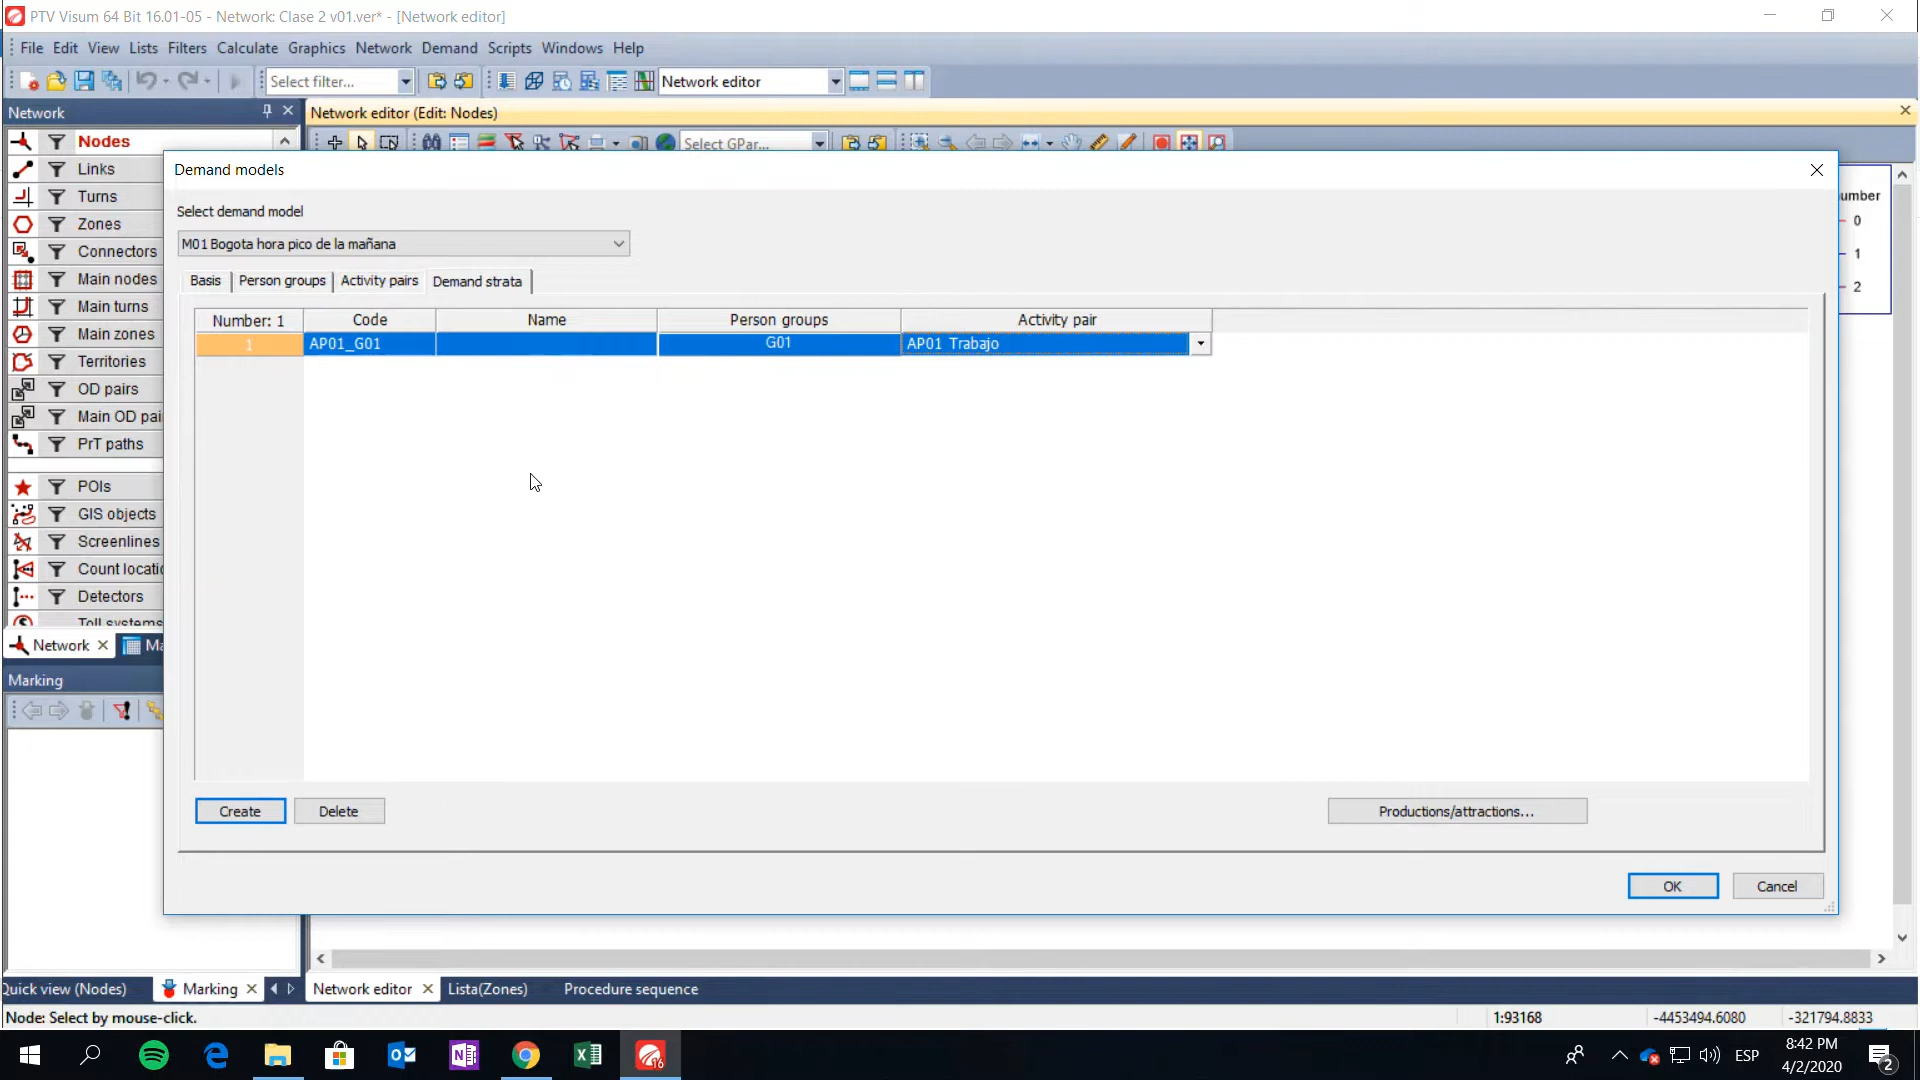 PTV Visum 64 Bit 16.01-05 - Network: Clase 2 v01.ver* - [Network editor]
File Edit View Lists Filters Calculate Graphics Network Demand Scripts Windows Help
Select filter... Network editor
Network
Network editor (Edit: Nodes)
Select GPar...
Nodes
Links
Turns
Zones
Connectors
Main nodes
Main turns
Main zones
Territories
OD pairs
Main OD pai
PrT paths
POIs
GIS objects
Screenlines
Count locatic
Detectors
Toll systems
Network Ma
Marking
Demand models
Select demand model
M01 Bogota hora pico de la mañana
Basis Person groups Activity pairs Demand strata
Number: 1 Code Name Person groups Activity pair
1 AP01_G01 G01 AP01 Trabajo
Create Delete Productions/attractions...
OK Cancel
umber
0
1
2
Quick view (Nodes) Marking Network editor Lista(Zones) Procedure sequence
Node: Select by mouse-click. 1:93168 -4453494.6080 -321794.8833
16
ESP
8:42 PM
4/2/2020
2